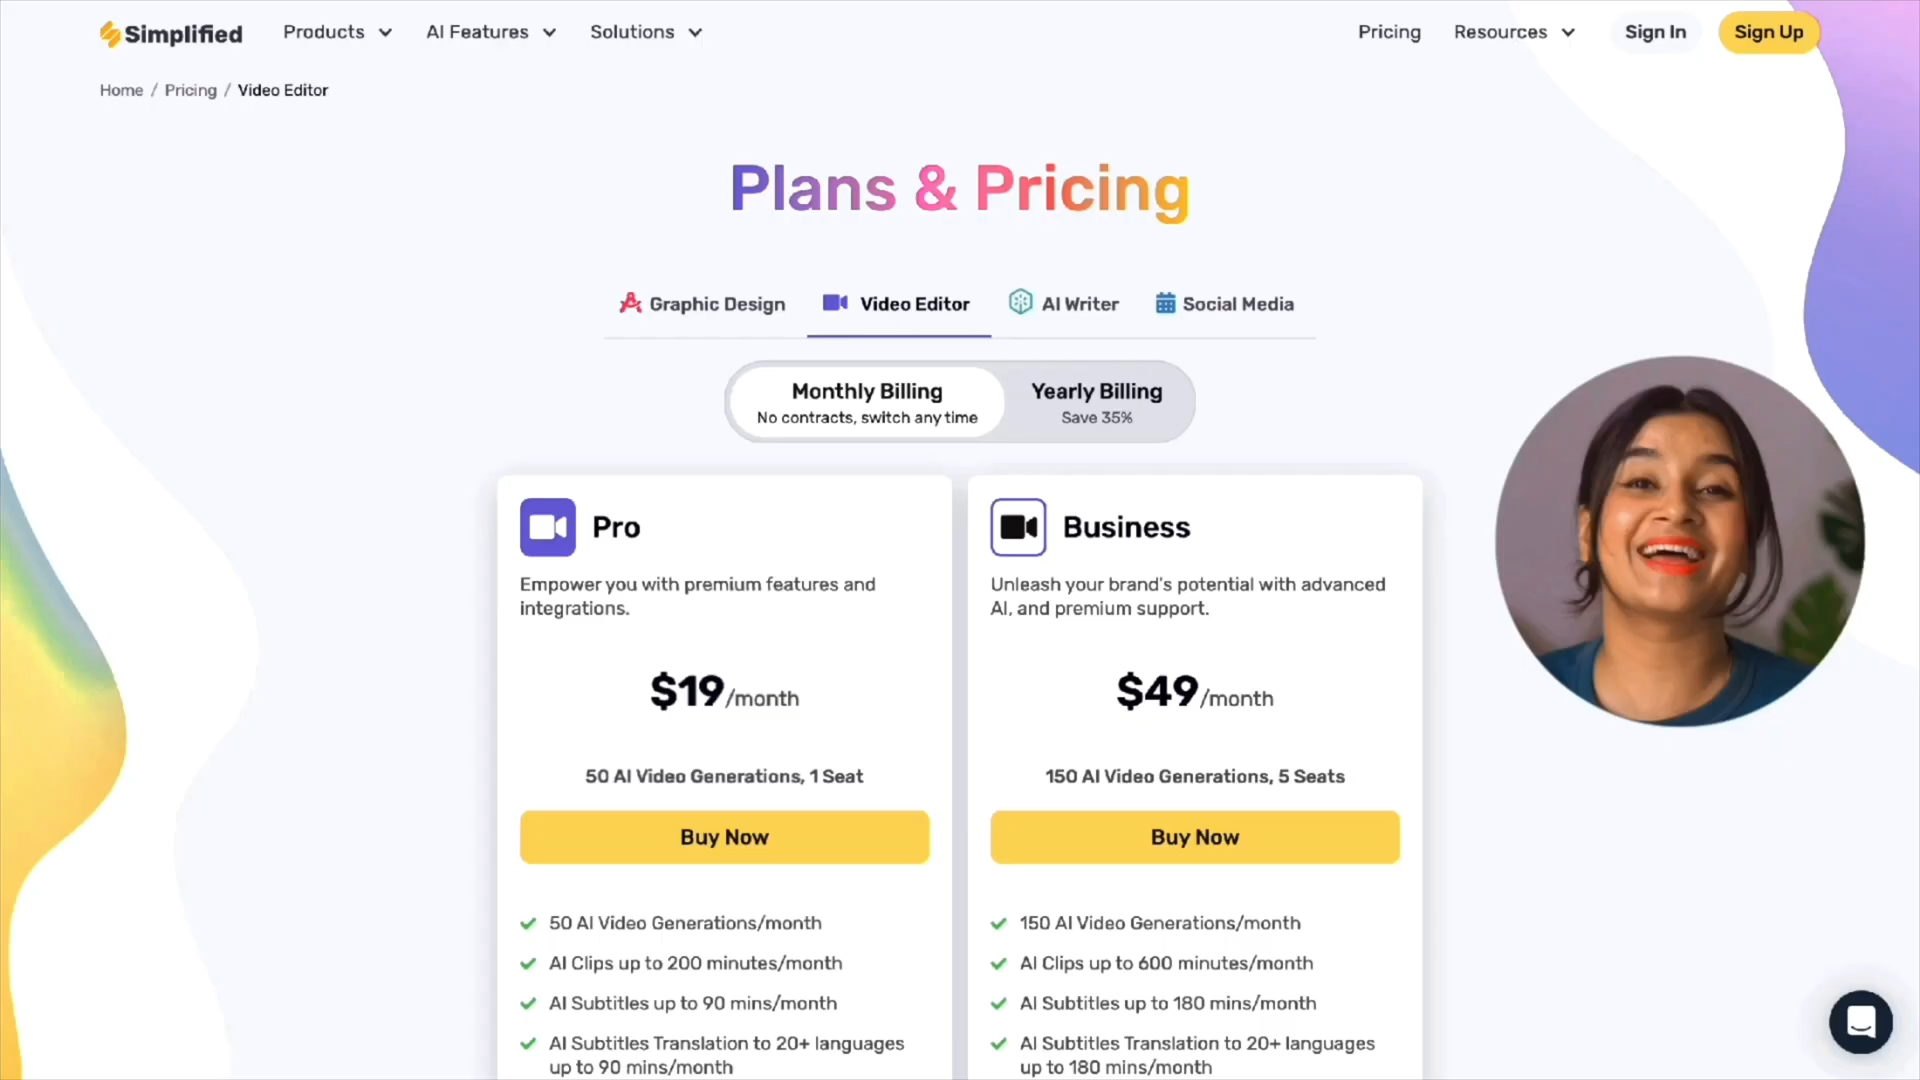 Simplified
Products
AI Features
Solutions
Pricing
Resources
Sign In
Sign Up
Home / Pricing / Video Editor
Plans & Pricing
Graphic Design
Video Editor
AI Writer
Social Media
Monthly Billing
No contracts, switch any time
Yearly Billing
Save 35%
Pro
Empower you with premium features and
integrations.
$19/month
50 AI Video Generations, 1 Seat
Buy Now
50 AI Video Generations/month
AI Clips up to 200 minutes/month
AI Subtitles up to 90 mins/month
AI Subtitles Translation to 20+ languages
up to 90 mins/month
Business
Unleash your brand's potential with advanced
AI, and premium support.
$49/month
150 AI Video Generations, 5 Seats
Buy Now
150 AI Video Generations/month
AI Clips up to 600 minutes/month
AI Subtitles up to 180 mins/month
AI Subtitles Translation to 20+ languages
up to 180 mins/month